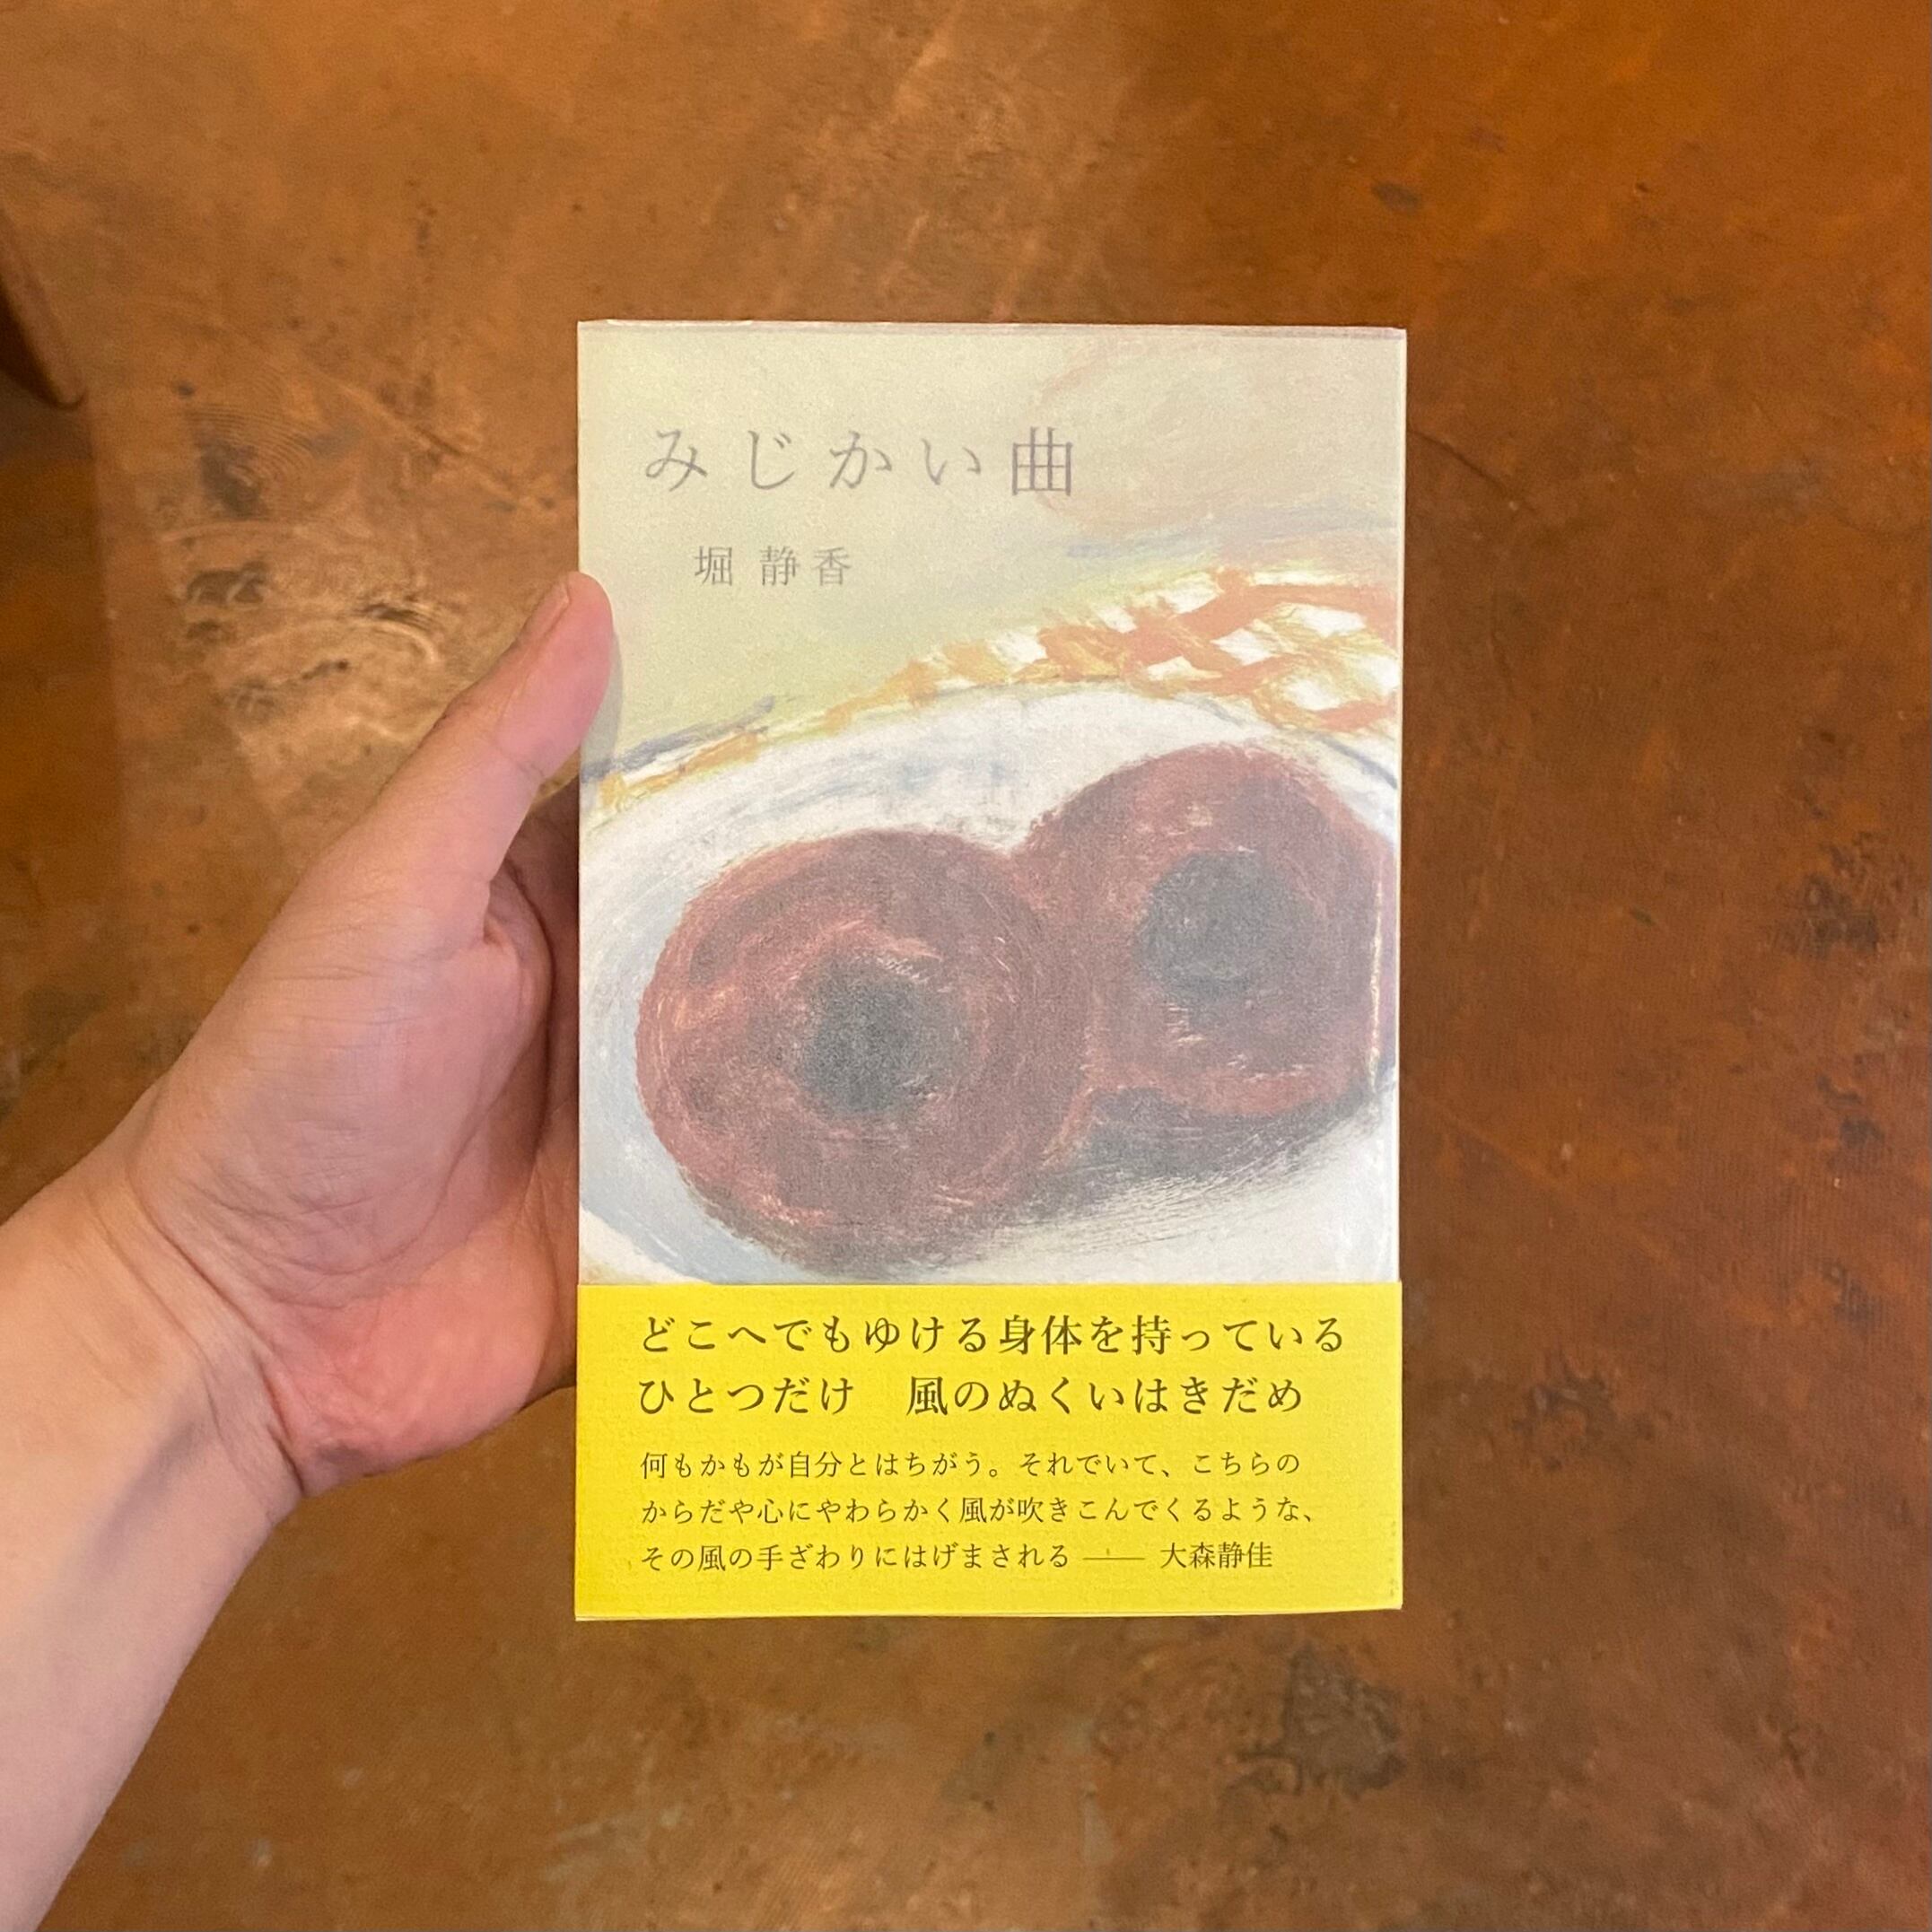 みじかい曲
堀 静香
どこへでもゆける身体を持っている
ひとつだけ　風のぬくいはきだめ
何もかもが自分とはちがう。それでいて、こちらの
からだや心にやわらかく風が吹きこんでくるような、
その風の手ざわりにはげまされる —— 大森静佳